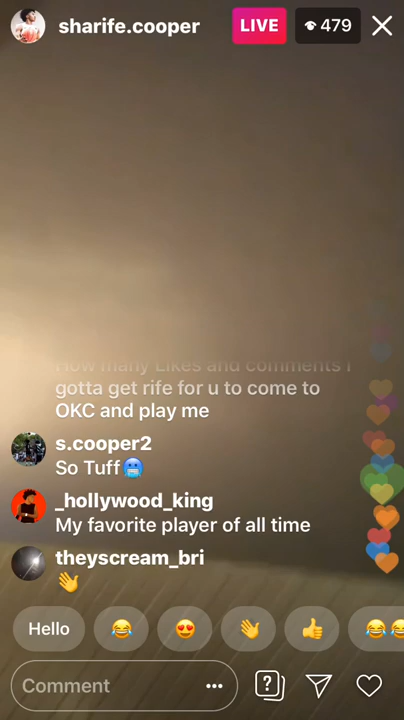 sharife.cooper
LIVE
479
How many Likes and comments I
gotta get rife for u to come to
OKC and play me
s.cooper2
So Tuff🥶
_hollywood_king
My favorite player of all time
theyscream_bri
👋
Hello
😂
😍
👋
👍
😂😂
Comment